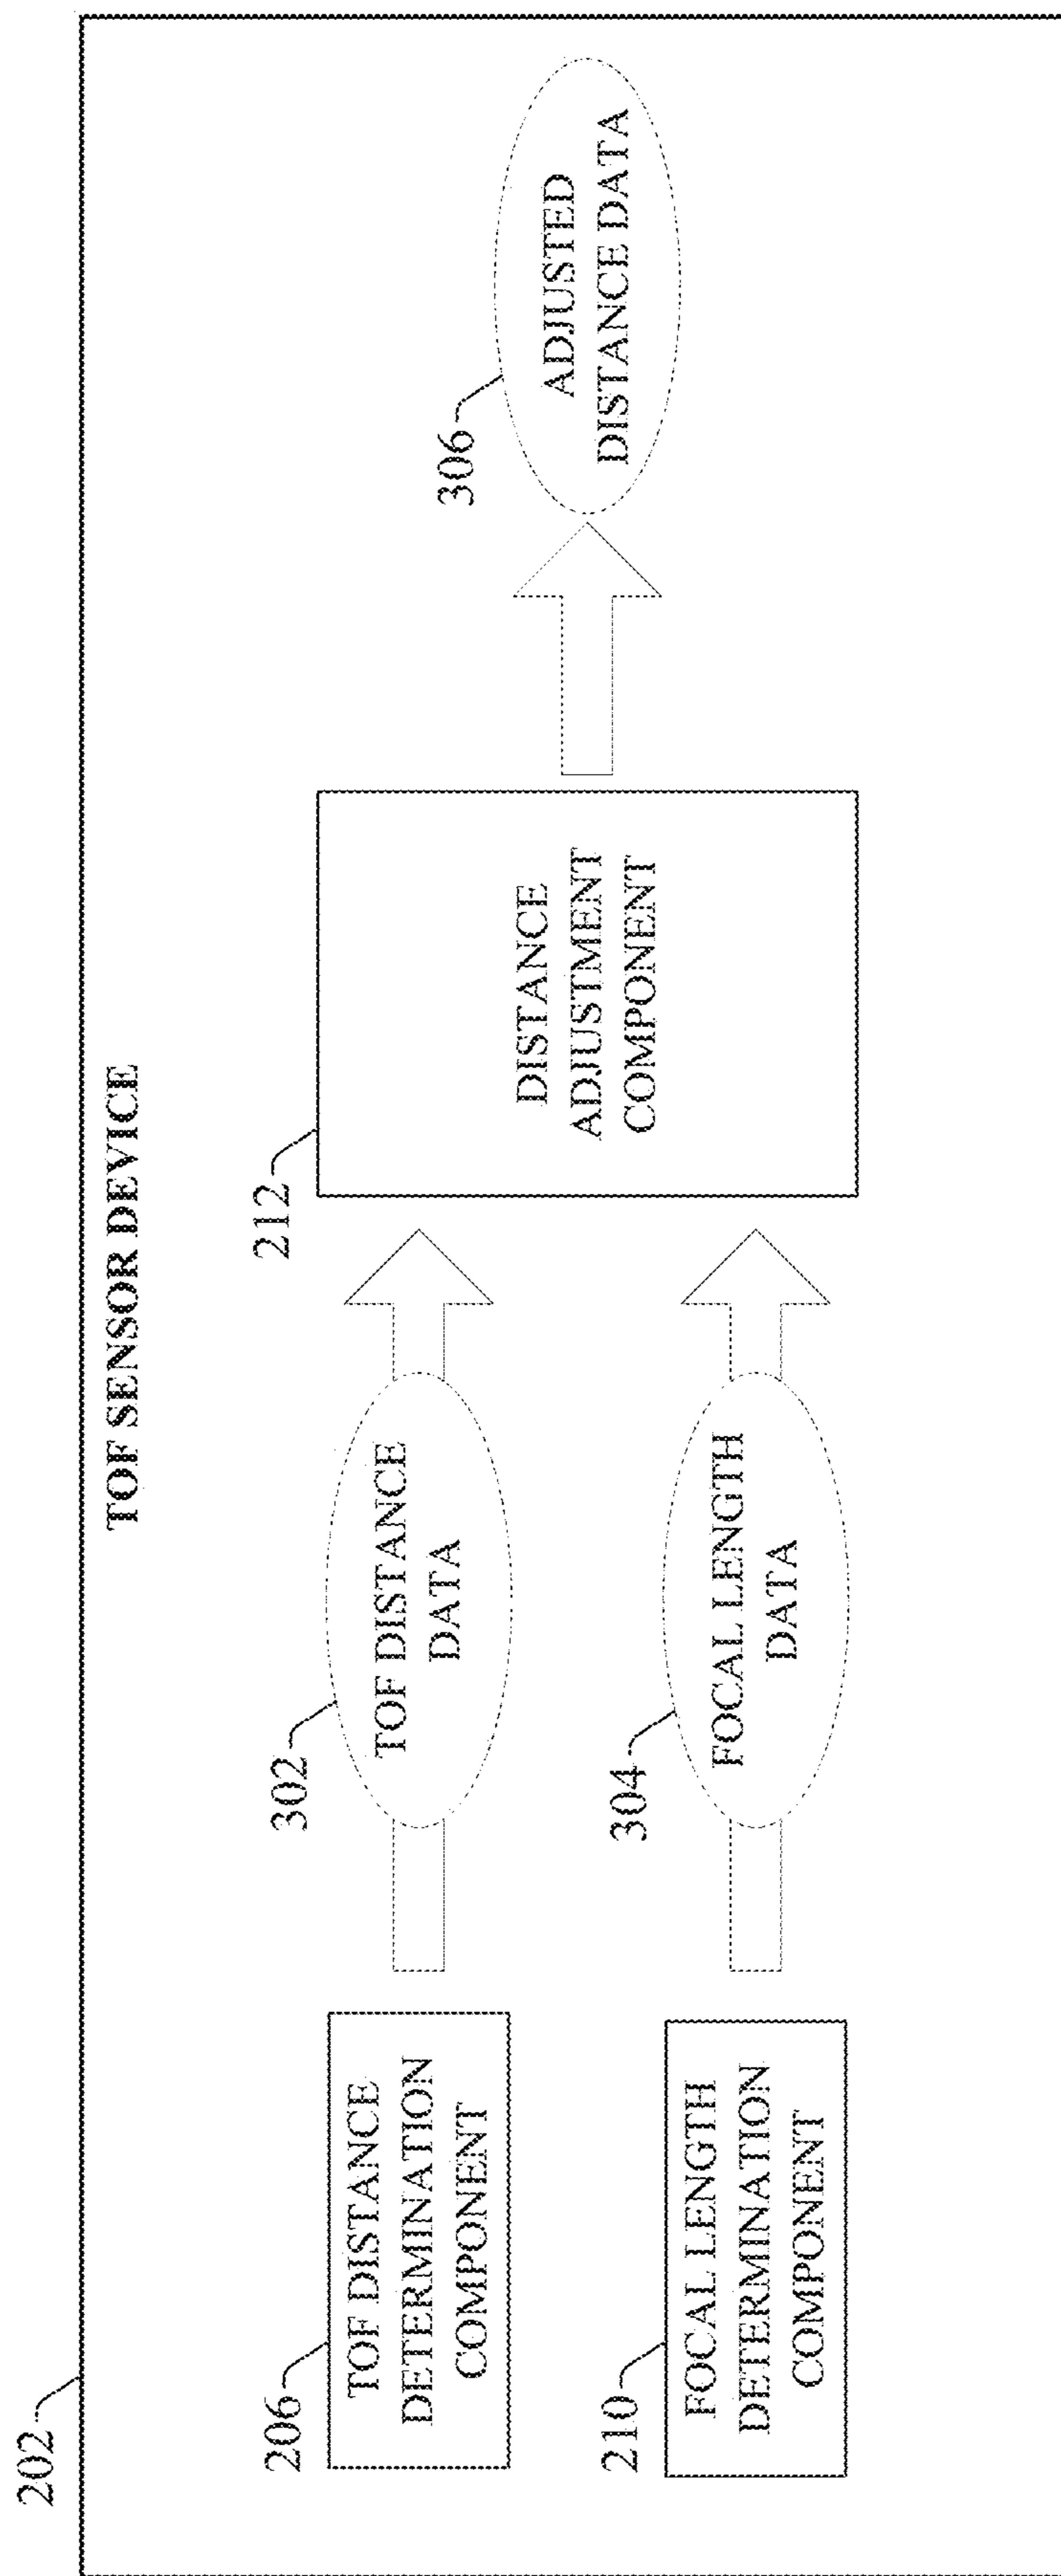 202
TOF SENSOR DEVICE
206
TOF DISTANCE
DETERMINATION
COMPONENT
302
TOF DISTANCE
DATA
210
FOCAL LENGTH
DETERMINATION
COMPONENT
304
FOCAL LENGTH
DATA
212
DISTANCE
ADJUSTMENT
COMPONENT
306
ADJUSTED
DISTANCE DATA